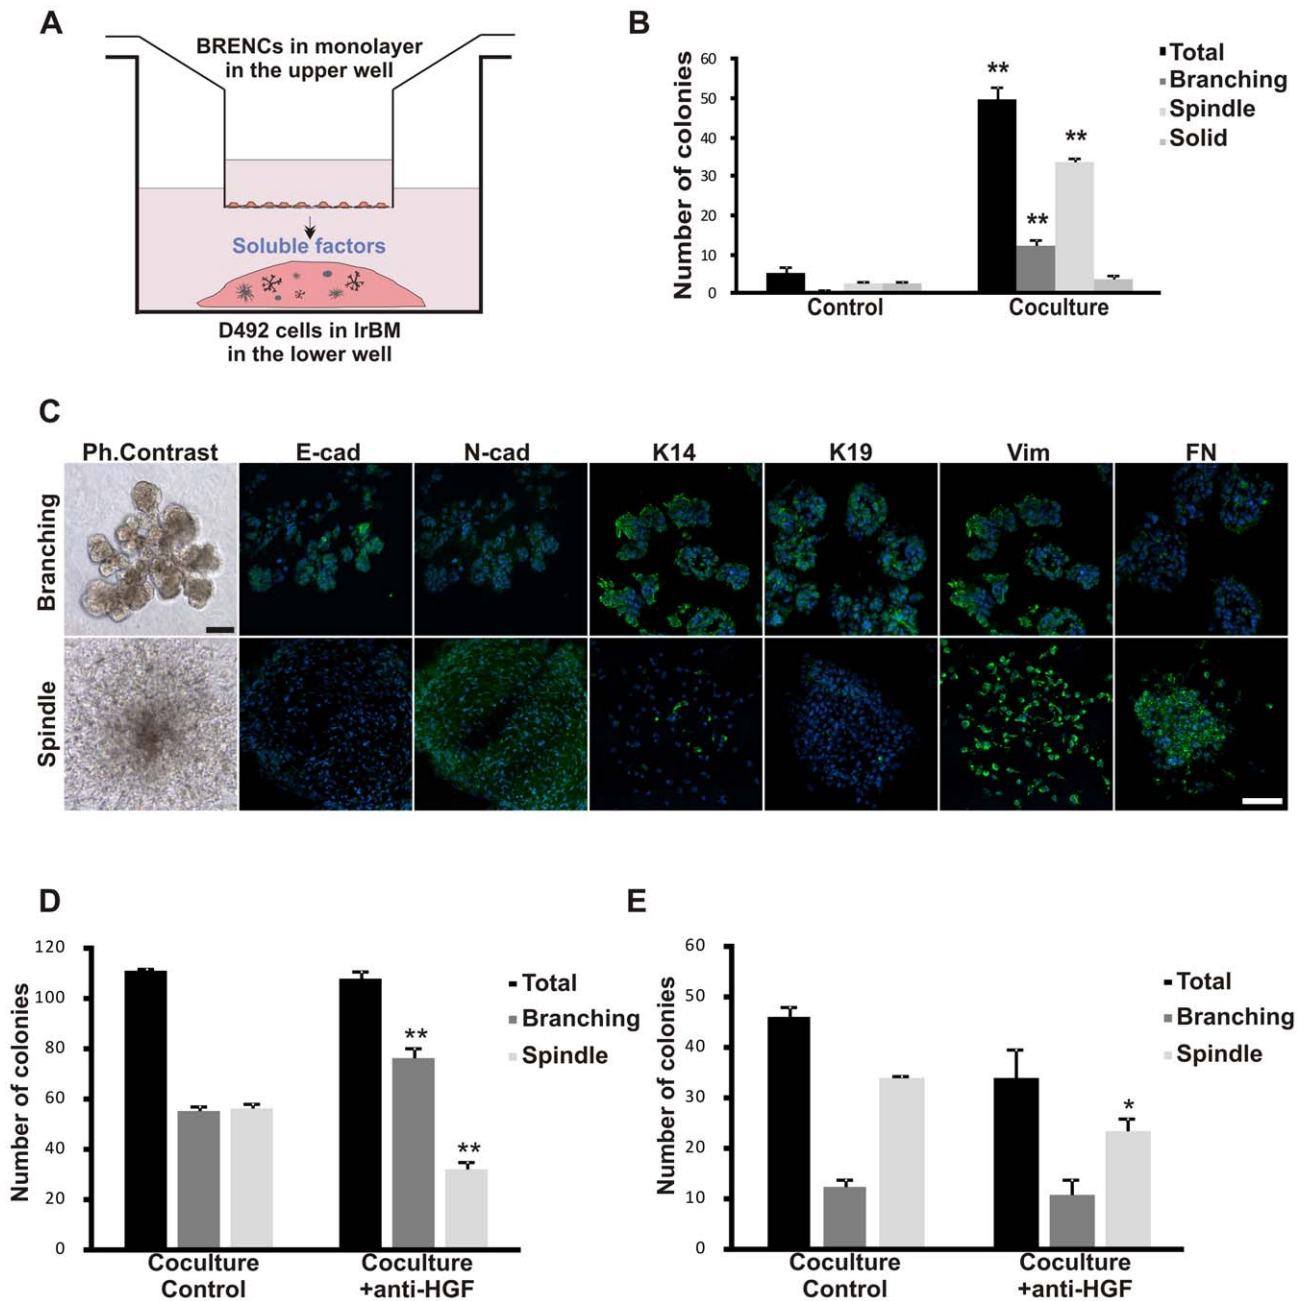 A
BRENCs in monolayer
in the upper well
Soluble factors
D492 cells in lrBM
in the lower well
B
Number of colonies
60
50
40
30
20
10
0
**
**
**
Control
Coculture
Total
Branching
Spindle
Solid
C
Ph.Contrast E-cad N-cad K14 K19 Vim FN
Branching
Spindle
D
Number of colonies
120
100
80
60
40
20
0
**
**
Coculture
Control
Coculture
+anti-HGF
Total
Branching
Spindle
E
Number of colonies
60
50
40
30
20
10
0
*
Coculture
Control
Coculture
+anti-HGF
Total
Branching
Spindle